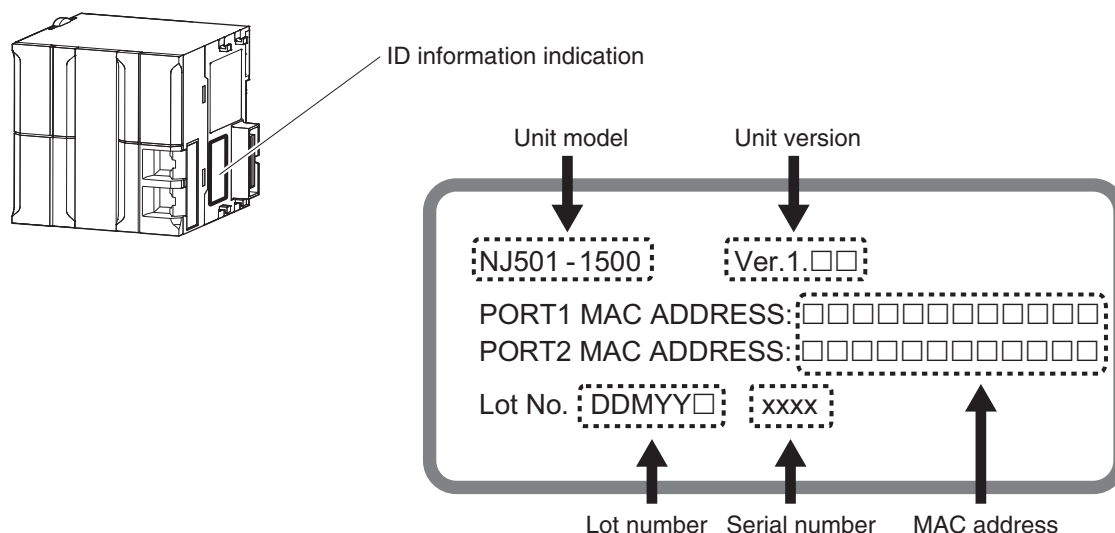 ID information indication
Unit model Unit version
NJ501-1500 Ver.1.□□
PORT1 MAC ADDRESS:□□□□□□□□□□□□
PORT2 MAC ADDRESS:□□□□□□□□□□□□
Lot No. DDMYY□ xxxx
Lot number Serial number MAC address